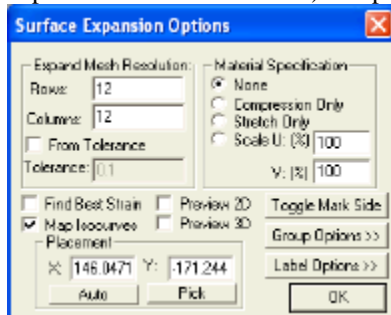 Surface Expansion Options
Expand Mesh Resolution:
Rows: 12
Columns: 12
From Tolerance
Tolerance: 0.1
Material Specification
None
Compression Only
Stretch Only
Scale U: (%) 100
V: (%) 100
Find Best Strain
Preview 2D
Map Isocurves
Preview 3D
Placement
X: 146.0471 Y: -171.244
Auto Pick
Toggle Mark Side
Group Options >>
Label Options >>
OK